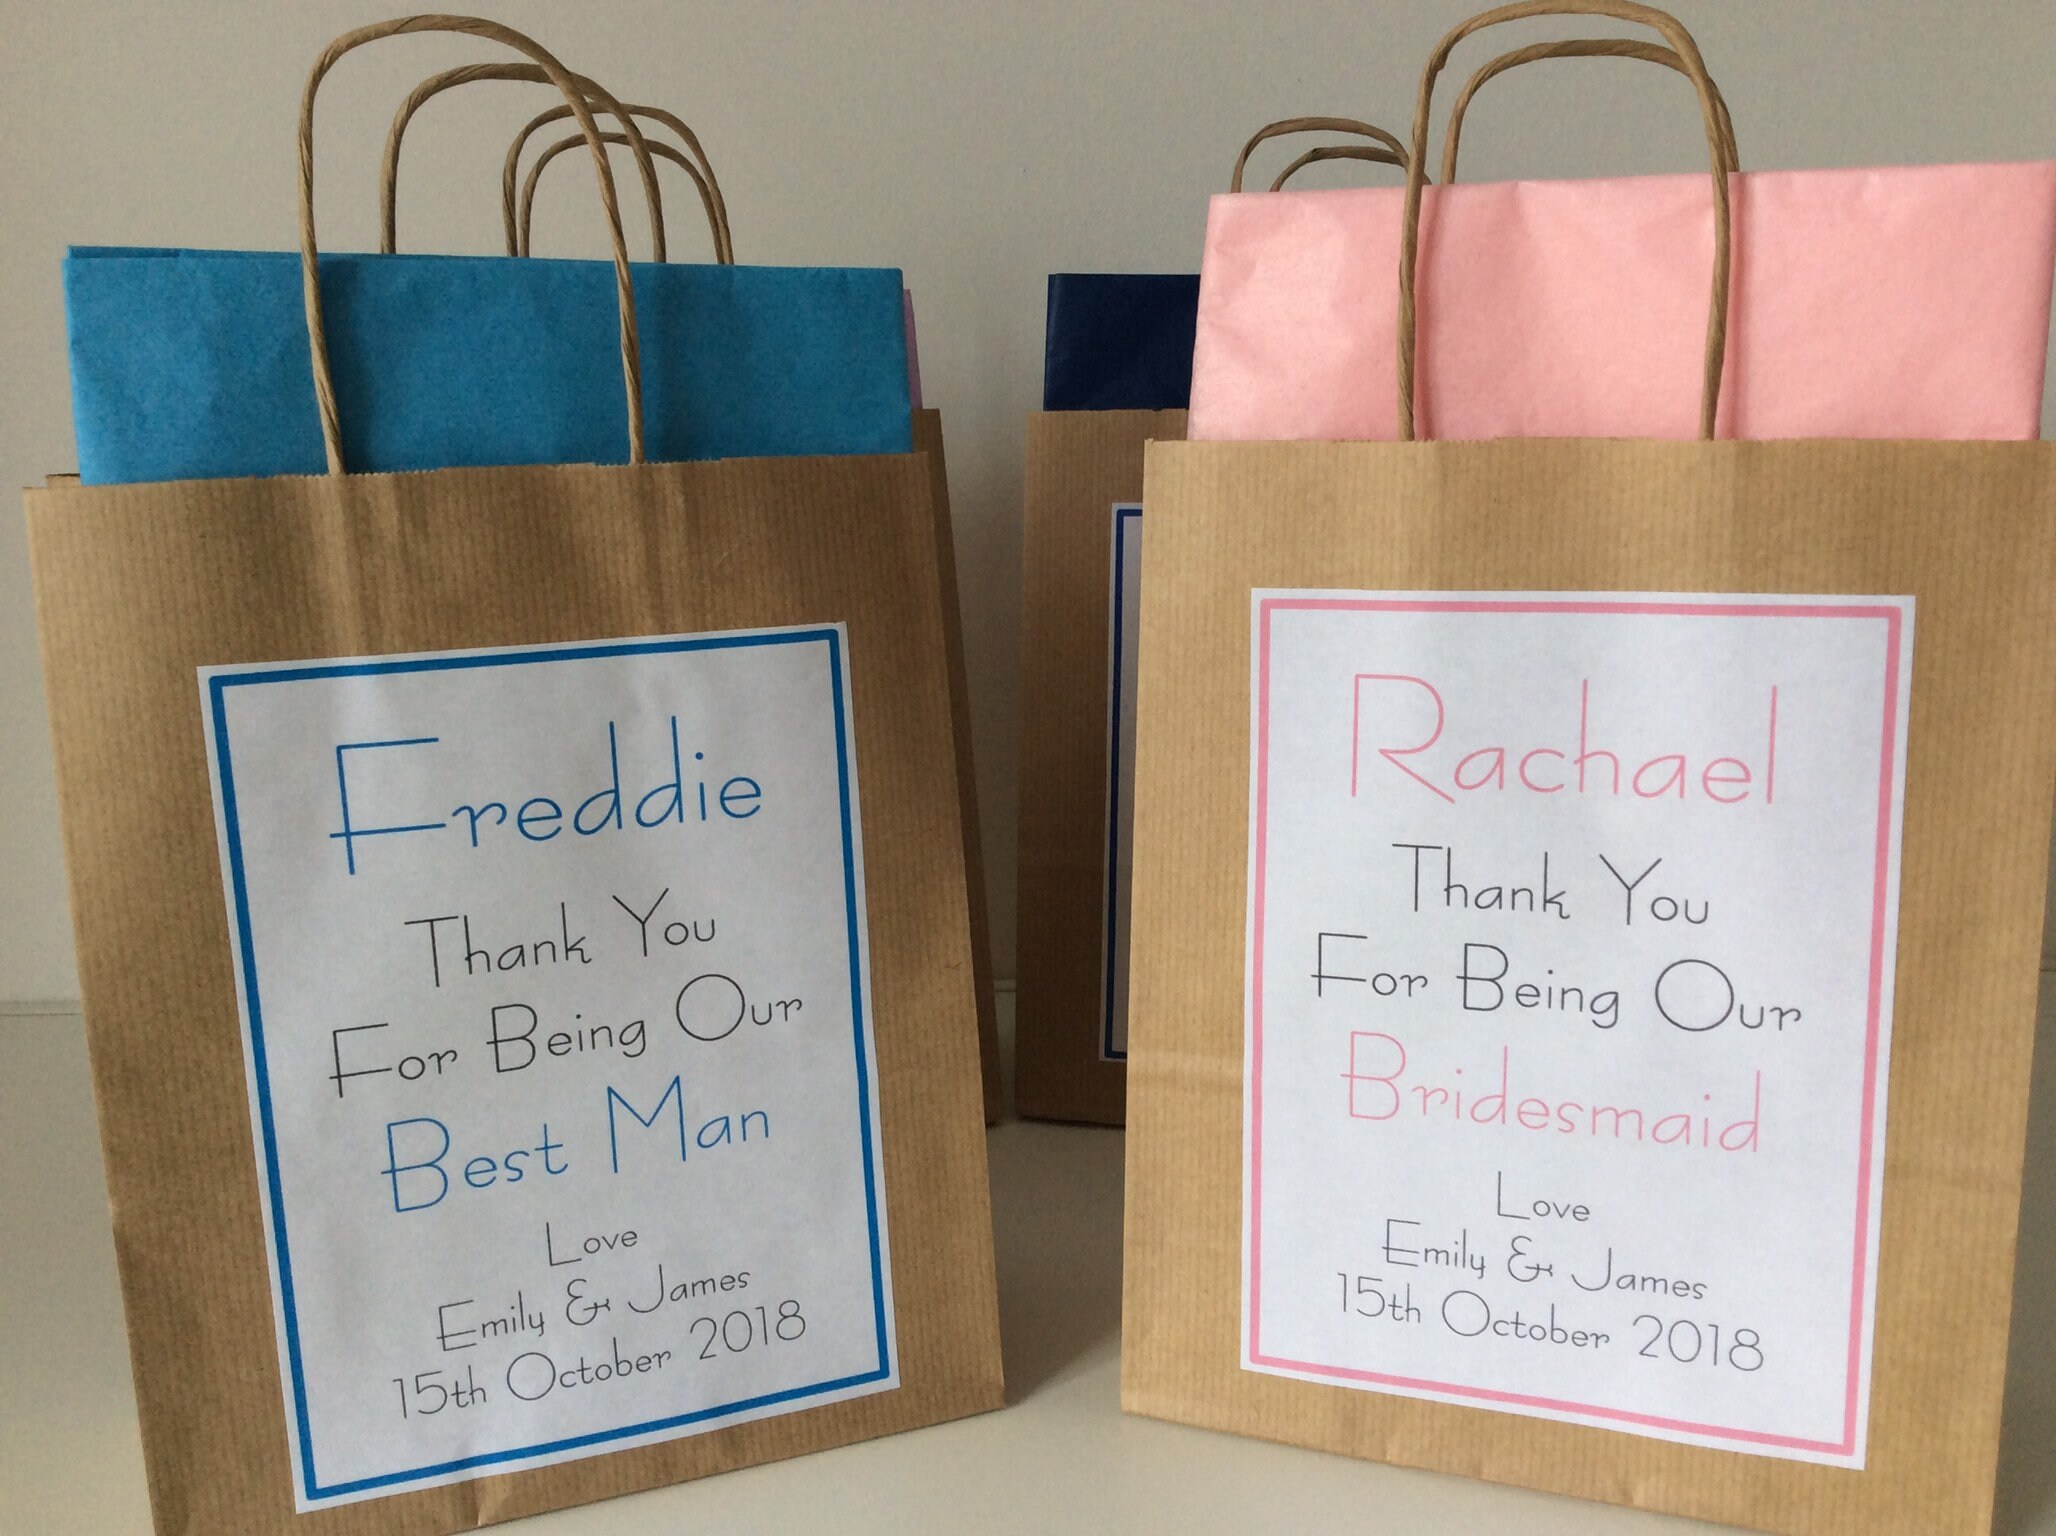 Freddie
Thank You
For Being Our
Best Man
Love
Emily & James
15th October 2018
Rachael
Thank You
For Being Our
Bridesmaid
Love
Emily & James
15th October 2018